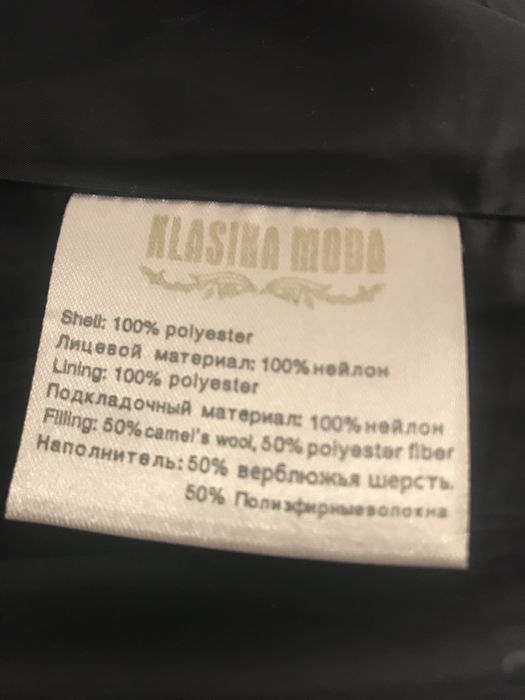 KLASIKA MODA
Shell: 100% polyester
Лицевой материал: 100%нейлон
Lining: 100% polyester
Подкладочный материал: 100%нейлон
Filling: 50%camel's wool, 50% polyester fiber
Наполнитель:50% верблюжья шерсть.
50% Полиэфирныеволокна